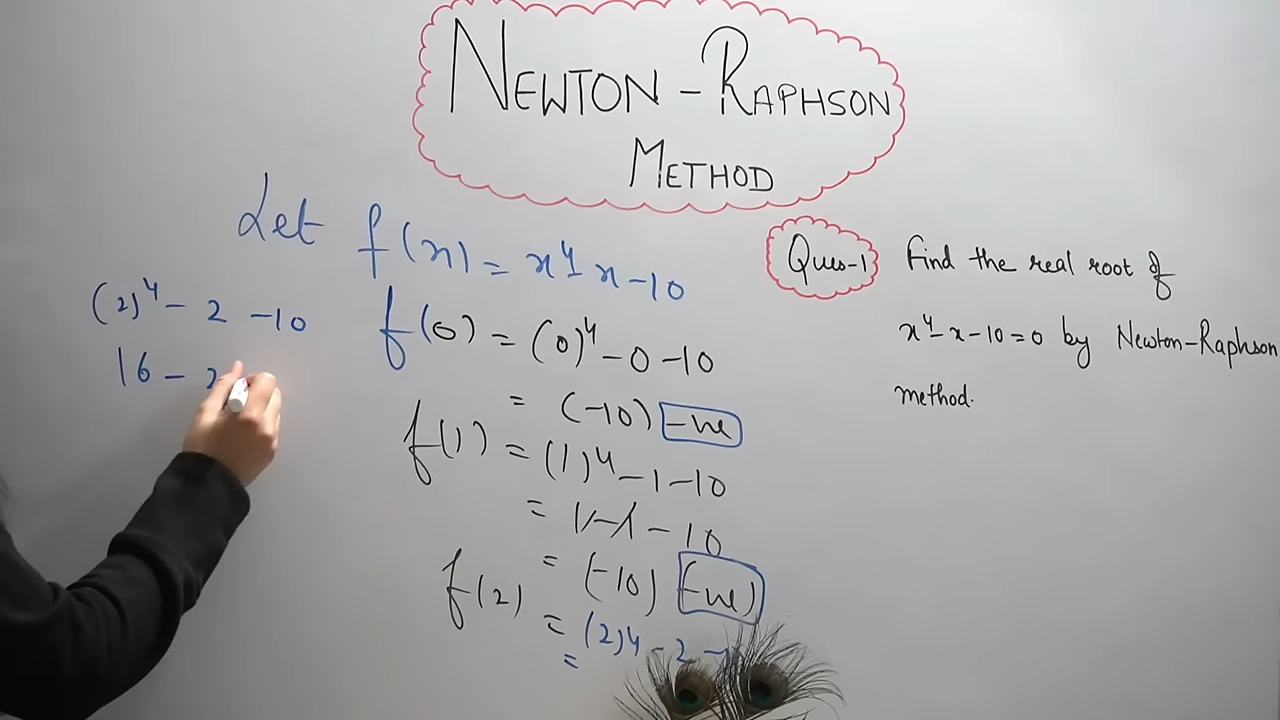 NEWTON-RAPHSON
METHOD
Let f(x) = x⁴-x-10
Ques-1 Find the real root of
x⁴-x-10=0 by Newton-Raphson
method.
(2)⁴-2-10
16-2
f(0) = (0)⁴-0-10
= (-10) -ve
f(1) = (1)⁴-1-10
= 1-1-10
= (-10) (-ve)
f(2) = (2)⁴-2-
=